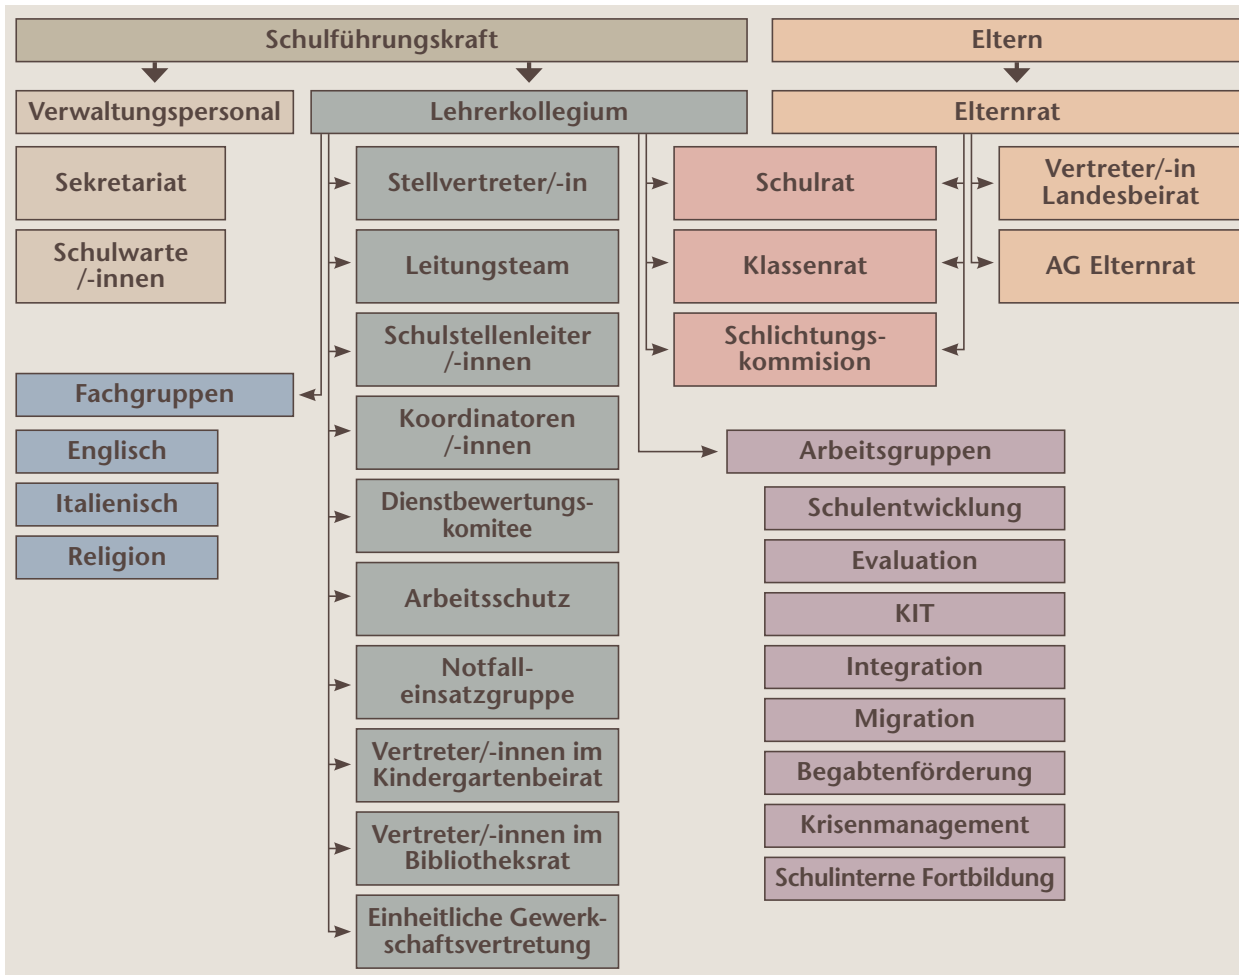 Schulführungskraft
Eltern
Verwaltungspersonal
Lehrerkollegium
Elternrat
Sekretariat
Schulwarte
/-innen
Fachgruppen
Englisch
Italienisch
Religion
Stellvertreter/-in
Leitungsteam
Schulstellenleiter
/-innen
Koordinatoren
/-innen
Dienstbewertungs-
komitee
Arbeitsschutz
Notfall-
einsatzgruppe
Vertreter/-innen im
Kindergartenbeirat
Vertreter/-innen im
Bibliotheksrat
Einheitliche Gewerk-
schaftsvertretung
Schulrat
Klassenrat
Schlichtungs-
kommision
Vertreter/-in
Landesbeirat
AG Elternrat
Arbeitsgruppen
Schulentwicklung
Evaluation
KIT
Integration
Migration
Begabtenförderung
Krisenmanagement
Schulinterne Fortbildung